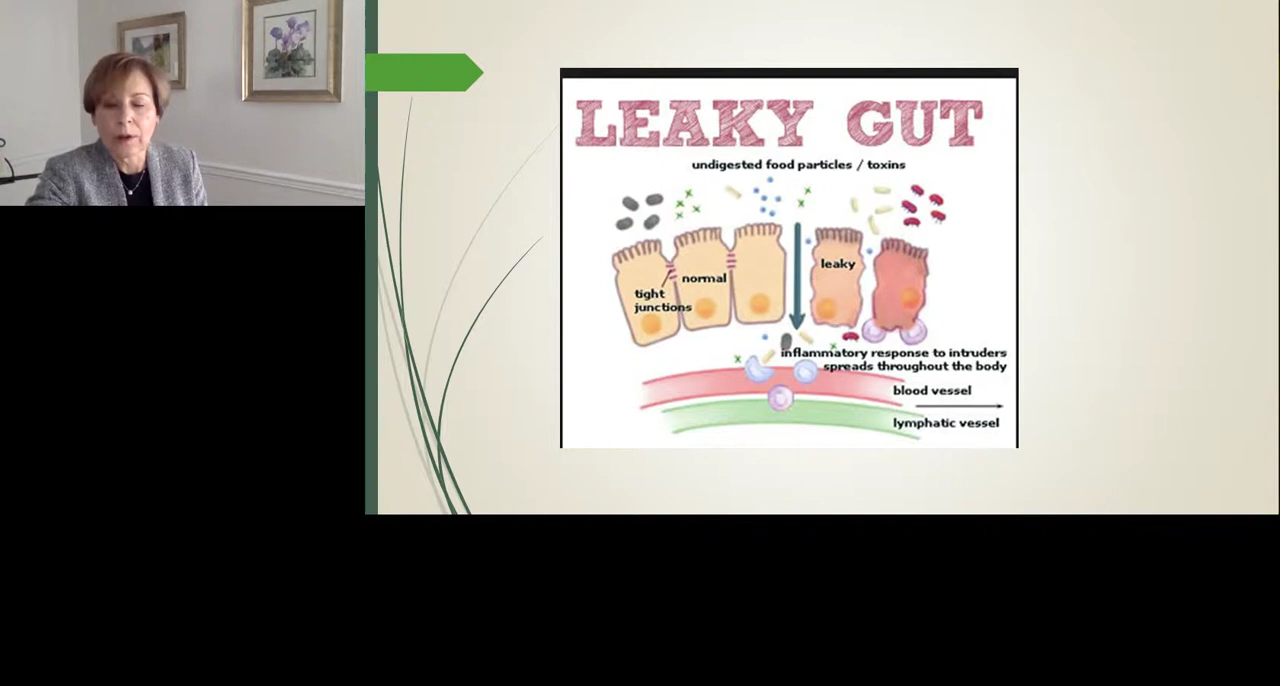 LEAKY GUT
undigested food particles / toxins
leaky
normal
tight
junctions
inflammatory response to intruders
spreads throughout the body
blood vessel
lymphatic vessel